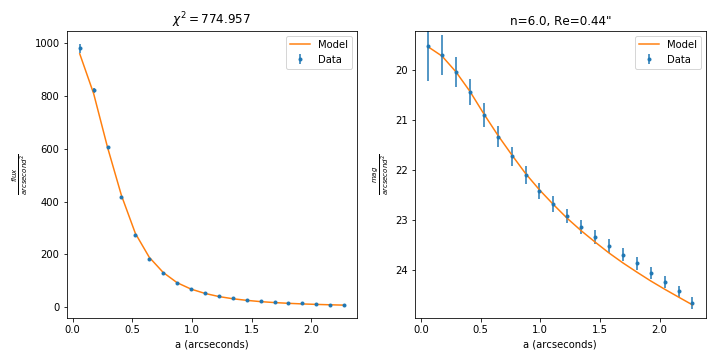 χ² = 774.957
Model
Data
1000
800
600
400
200
0
flux
arcsecond²
0.0 0.5 1.0 1.5 2.0
a (arcseconds)
n=6.0, Re=0.44"
Model
Data
20
21
22
23
24
mag
arcsecond²
0.0 0.5 1.0 1.5 2.0
a (arcseconds)